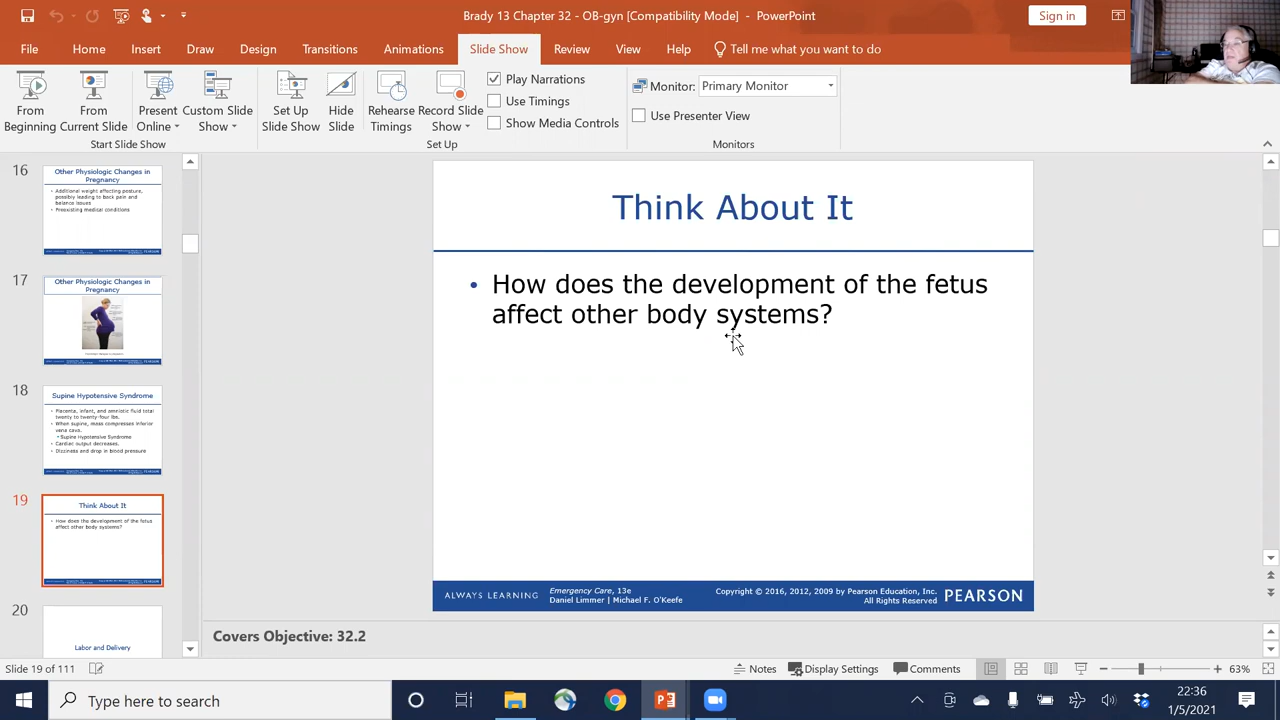 Brady 13 Chapter 32 - OB-gyn [Compatibility Mode] - PowerPoint
Sign in
File
Home
Insert
Draw
Design
Transitions
Animations
Slide Show
Review
View
Help
Tell me what you want to do
From
Beginning
From
Current Slide
Present
Online
Custom Slide
Show
Set Up
Slide Show
Hide
Slide
Rehearse
Timings
Record Slide
Show
Play Narrations
Use Timings
Show Media Controls
Monitor:
Primary Monitor
Use Presenter View
Start Slide Show
Set Up
Monitors
16
Other Physiologic Changes in
Pregnancy
• Additional weight affecting posture,
possibly leading to back pain and
balance issues
• Preexisting medical conditions
17
Other Physiologic Changes in
Pregnancy
18
Supine Hypotensive Syndrome
• Placenta, infant, and amniotic fluid total
twenty to twenty-four lbs.
• When supine, mass compresses inferior
vena cava.
• Supine Hypotensive Syndrome
• Cardiac output decreases.
• Dizziness and drop in blood pressure
19
Think About It
• How does the development of the fetus
affect other body systems?
20
Labor and Delivery
Think About It
• How does the development of the fetus
affect other body systems?
ALWAYS LEARNING
Emergency Care, 13e
Daniel Limmer | Michael F. O'Keefe
Copyright © 2016, 2012, 2009 by Pearson Education, Inc.
All Rights Reserved
PEARSON
Covers Objective: 32.2
Slide 19 of 111
Notes
Display Settings
Comments
63%
Type here to search
22:36
1/5/2021